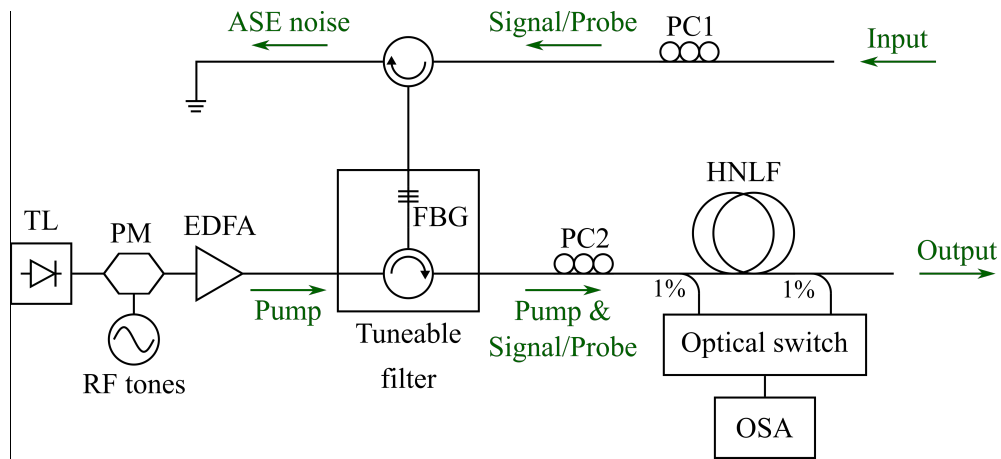 ASE noise
Signal/Probe
PC1
Input
HNLF
TL
PM
EDFA
FBG
PC2
Output
Pump
1%
1%
Tuneable
filter
Pump &
Signal/Probe
Optical switch
RF tones
OSA